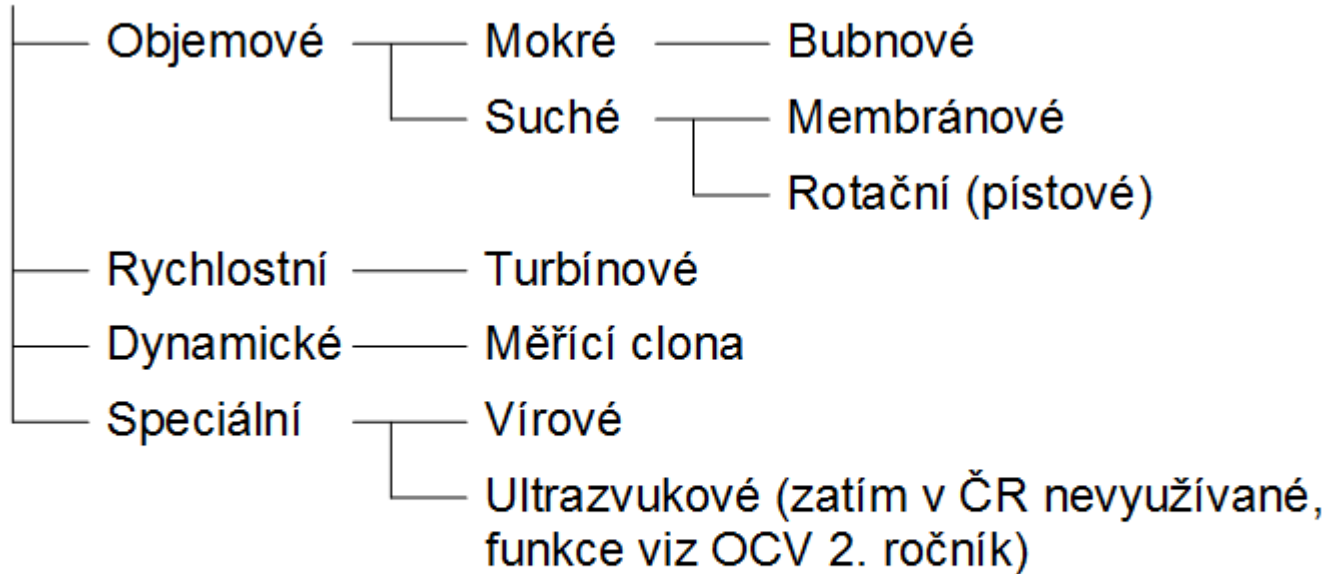 Objemové Mokré Bubnové
Suché Membránové
Rotační (pístové)
Rychlostní Turbínové
Dynamické Měřící clona
Speciální Vírové
Ultrazvukové (zatím v ČR nevyužívané,
funkce viz OCV 2. ročník)